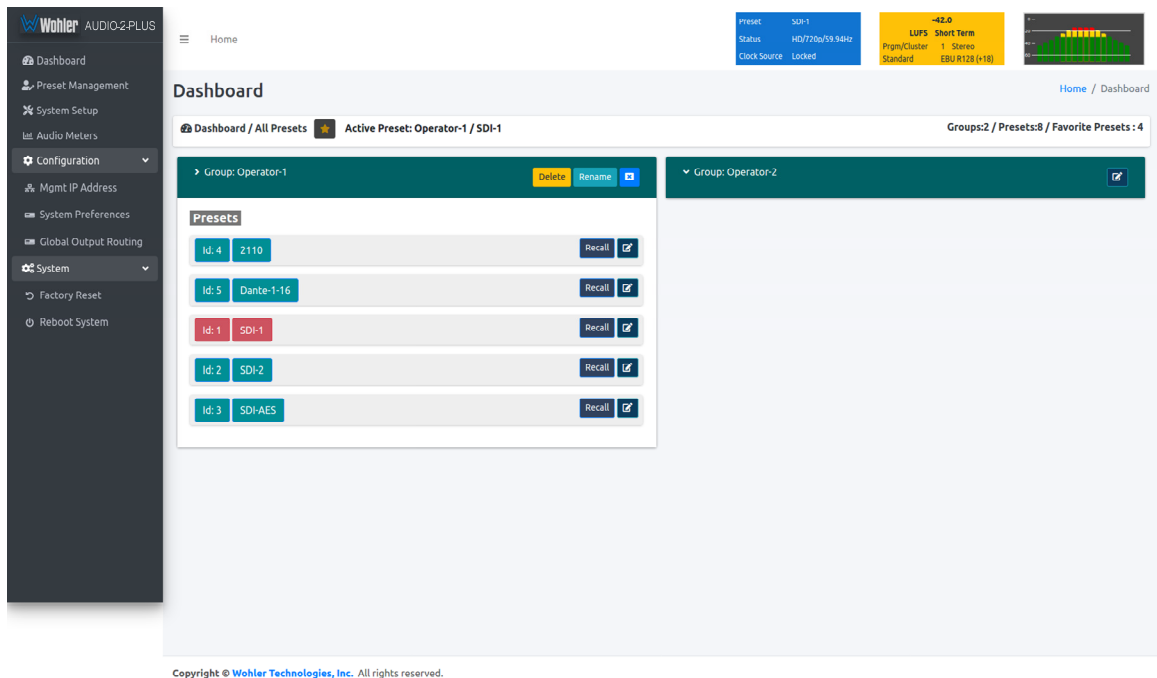 Wohler AUDIO-2-PLUS
Dashboard
Preset Management
System Setup
Audio Meters
Configuration
Mgmt IP Address
System Preferences
Global Output Routing
System
Factory Reset
Reboot System
Home
Preset SDI-1
Status HD/720p/59.94Hz
Clock Source Locked
-42.0
LUFS Short Term
Prgm/Cluster 1 Stereo
Standard EBU R128 (+18)
Dashboard
Home / Dashboard
Dashboard / All Presets Active Preset: Operator-1 / SDI-1
Groups:2 / Presets:8 / Favorite Presets : 4
Group: Operator-1 Delete Rename
Presets
Id: 4 2110 Recall
Id: 5 Dante-1-16 Recall
Id: 1 SDI-1 Recall
Id: 2 SDI-2 Recall
Id: 3 SDI-AES Recall
Group: Operator-2
Copyright © Wohler Technologies, Inc. All rights reserved.